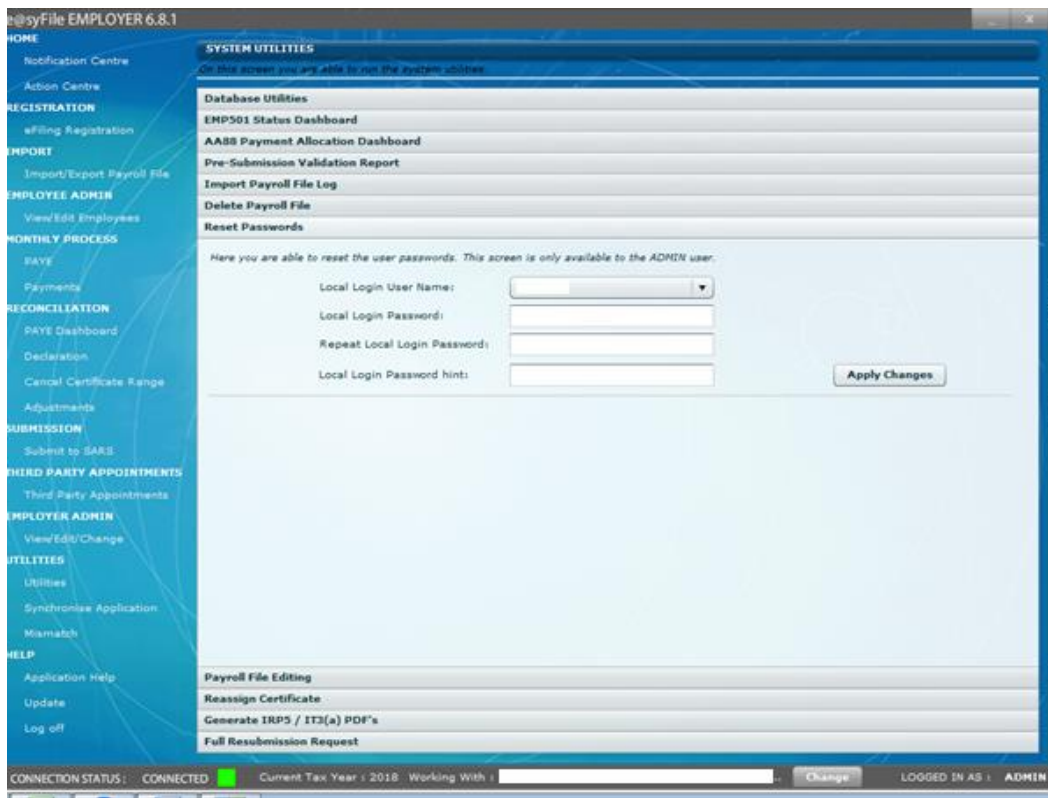 e@syFile EMPLOYER 6.8.1
HOME
Notification Centre
Action Centre
REGISTRATION
eFiling Registration
IMPORT
Import/Export Payroll File
EMPLOYEE ADMIN
View/Edit Employees
MONTHLY PROCESS
PAYE
Payments
RECONCILIATION
PAYE Dashboard
Declaration
Cancel Certificate Range
Adjustments
SUBMISSION
Submit to SARS
THIRD PARTY APPOINTMENTS
Third Party Appointments
EMPLOYER ADMIN
View/Edit/Change
UTILITIES
Utilities
Synchronise Application
Mismatch
HELP
Application Help
Update
Log off
SYSTEM UTILITIES
On this screen you are able to run the system utilities
Database Utilities
EMP501 Status Dashboard
AA88 Payment Allocation Dashboard
Pre-Submission Validation Report
Import Payroll File Log
Delete Payroll File
Reset Passwords
Here you are able to reset the user passwords. This screen is only available to the ADMIN user.
Local Login User Name:
Local Login Password:
Repeat Local Login Password:
Local Login Password hint:
Apply Changes
Payroll File Editing
Reassign Certificate
Generate IRP5 / IT3(a) PDF's
Full Resubmission Request
CONNECTION STATUS : CONNECTED Current Tax Year : 2018 Working With : .. Change LOGGED IN AS : ADMIN